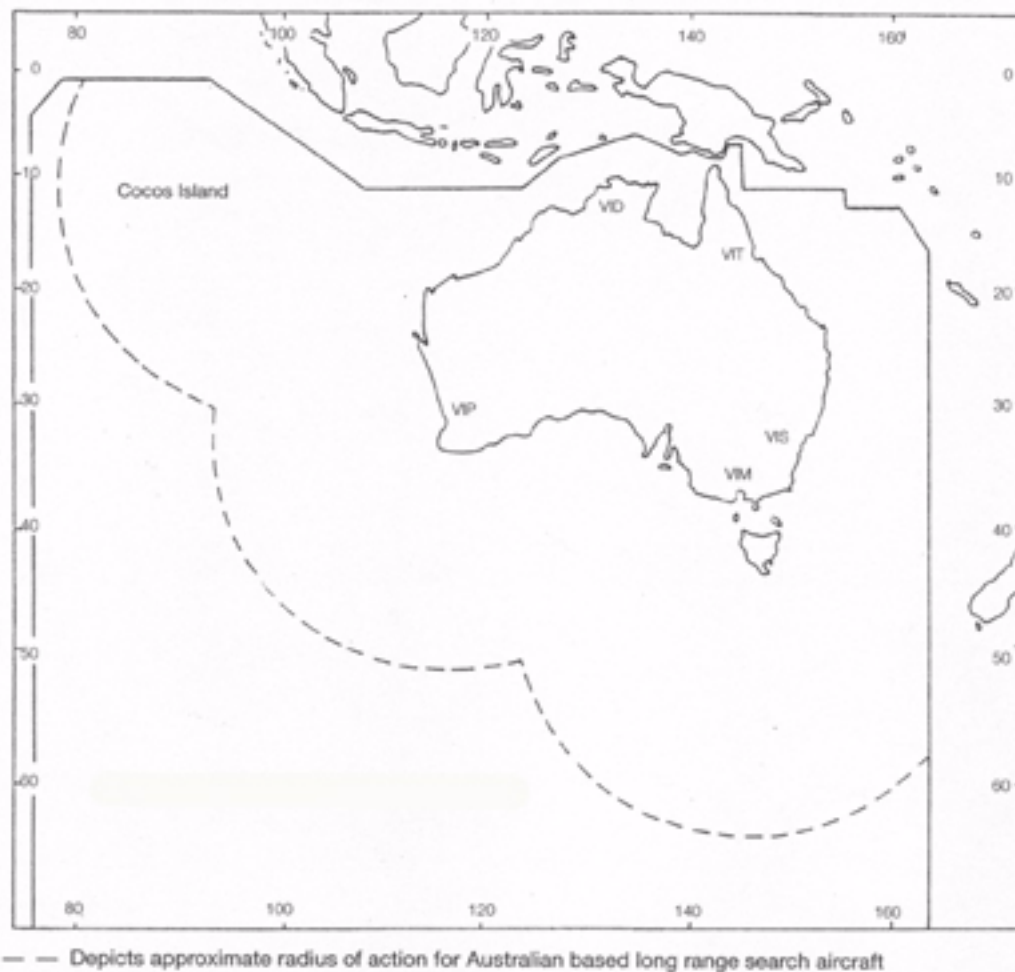 80 100 120 140 160
0 0
Cocos Island
10 VID 10
VIT
20 20
30 VIP 30
VIS
VIM
40 40
50 50
60 60
80 100 120 140 160
— — Depicts approximate radius of action for Australian based long range search aircraft